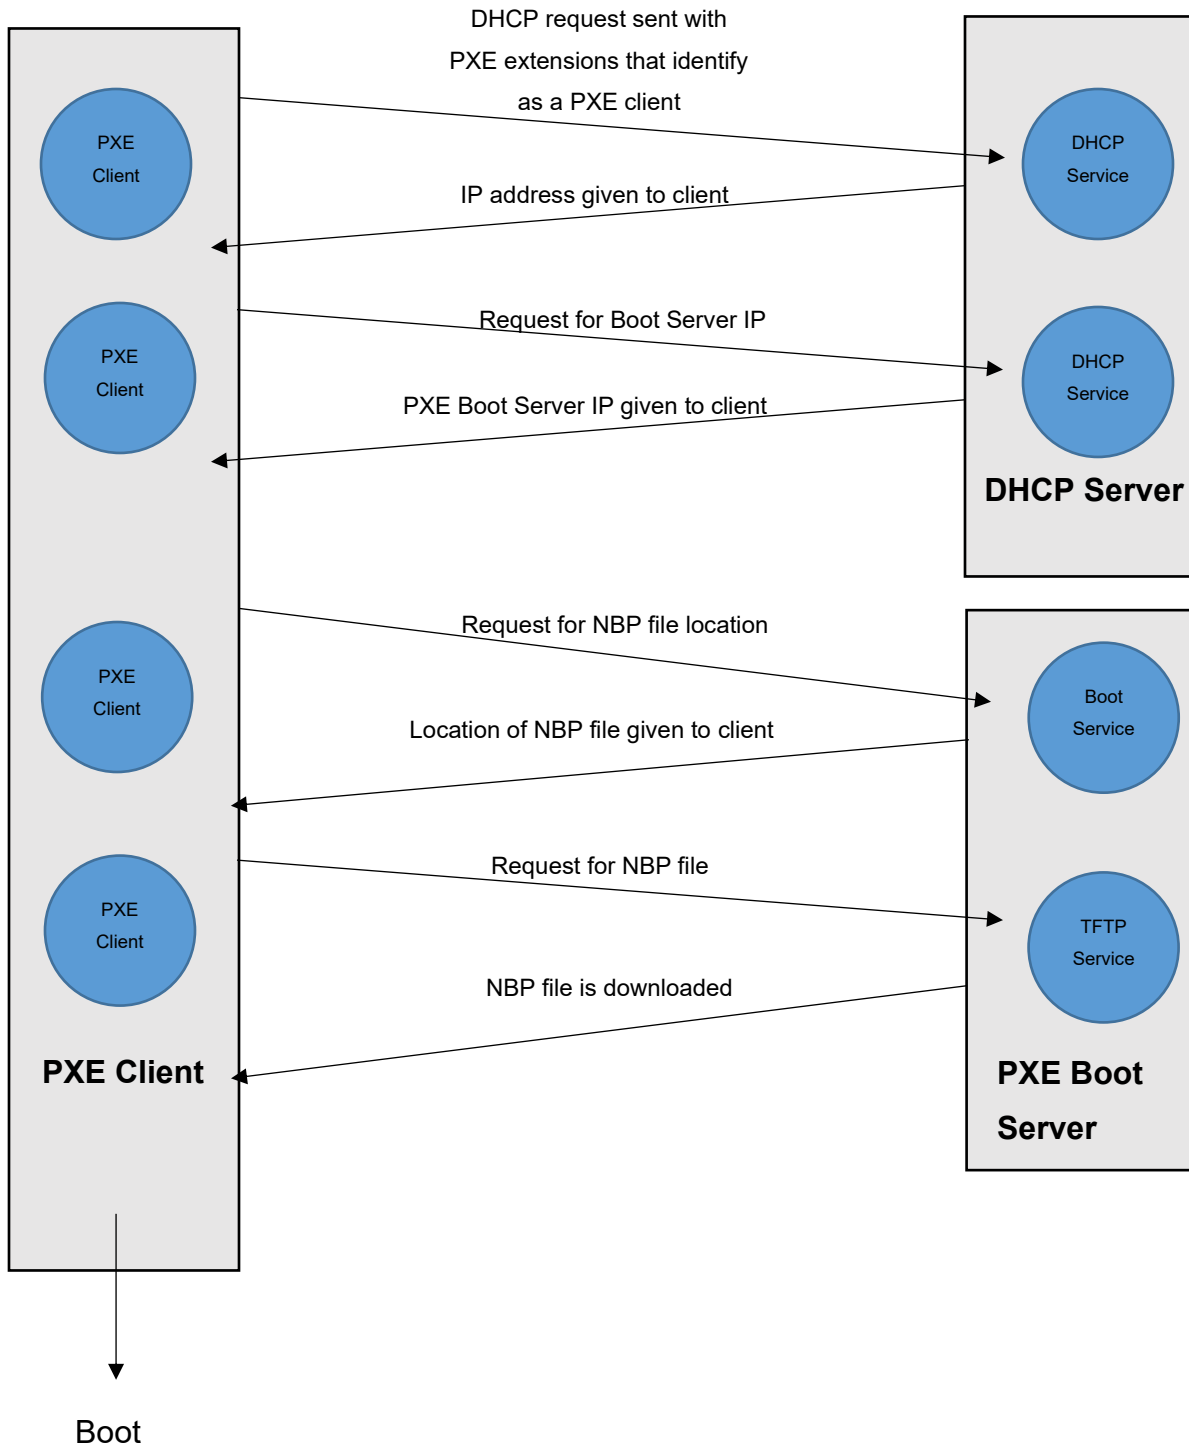 DHCP request sent with
PXE extensions that identify
as a PXE client
PXE
Client
DHCP
Service
IP address given to client
Request for Boot Server IP
PXE
Client
DHCP
Service
PXE Boot Server IP given to client
DHCP Server
Request for NBP file location
PXE
Client
Boot
Service
Location of NBP file given to client
Request for NBP file
PXE
Client
TFTP
Service
NBP file is downloaded
PXE Client
PXE Boot
Server
Boot